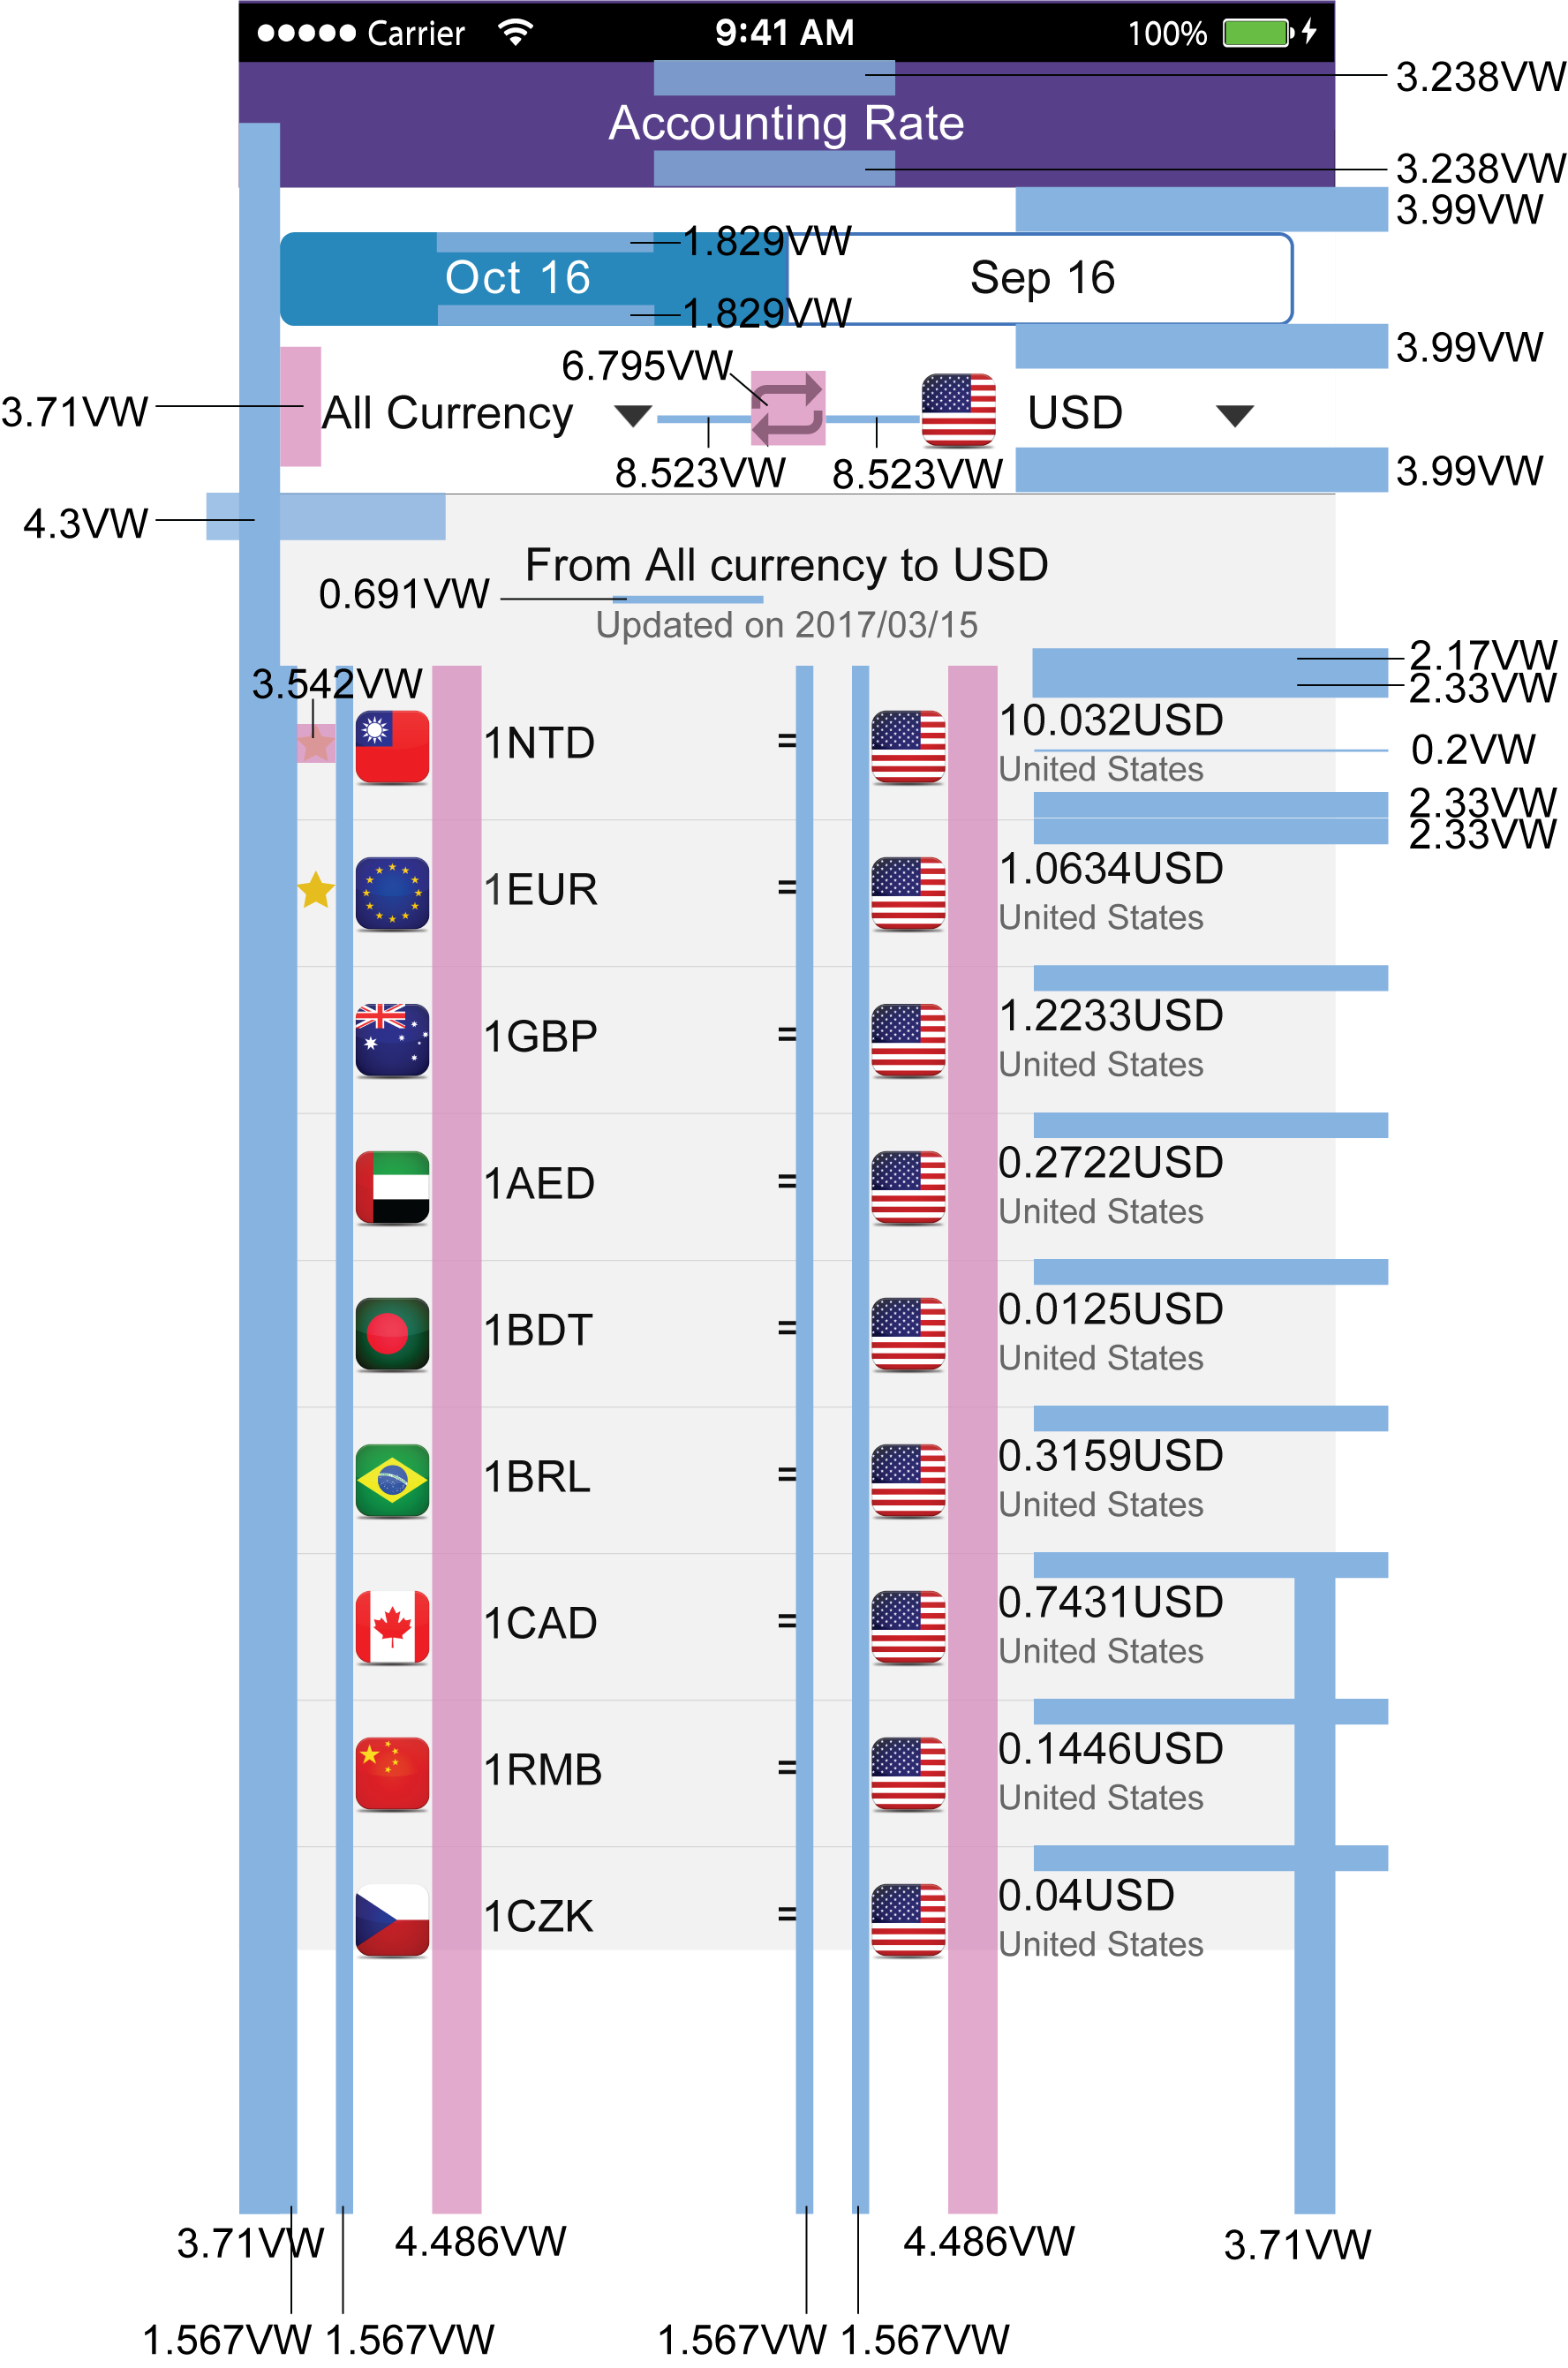 Carrier 9:41 AM 100%
3.238VW
Accounting Rate
3.238VW
3.99VW
1.829VW
Oct 16 Sep 16
1.829VW
3.99VW
6.795VW
3.71VW All Currency USD
8.523VW 8.523VW 3.99VW
4.3VW
From All currency to USD
0.691VW
Updated on 2017/03/15
2.17VW
3.542VW 2.33VW
10.032USD
1NTD = 0.2VW
United States
2.33VW
2.33VW
1.0634USD
1EUR =
United States
1.2233USD
1GBP =
United States
0.2722USD
1AED =
United States
0.0125USD
1BDT =
United States
0.3159USD
1BRL =
United States
0.7431USD
1CAD =
United States
0.1446USD
1RMB =
United States
0.04USD
1CZK =
United States
3.71VW 4.486VW 4.486VW 3.71VW
1.567VW 1.567VW 1.567VW 1.567VW